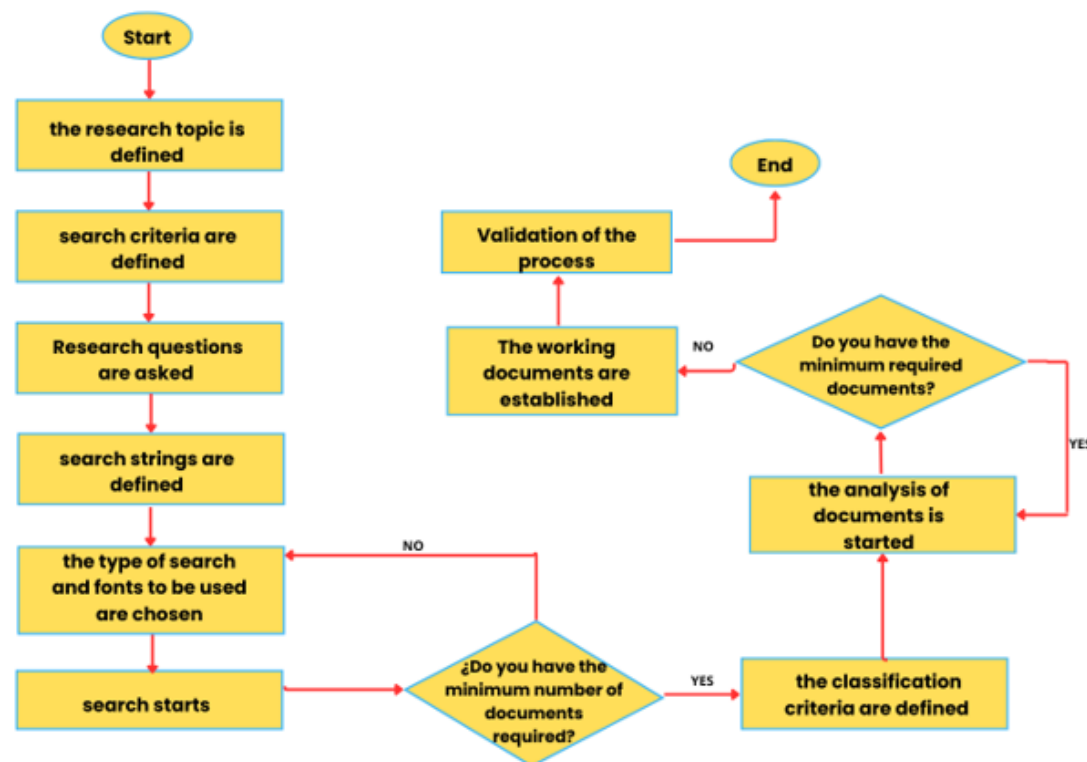 Start
the research topic is
defined
search criteria are
defined
Research questions
are asked
search strings are
defined
the type of search
and fonts to be used
are chosen
search starts
NO
¿Do you have the
minimum number of
documents
required?
YES
the classification
criteria are defined
the analysis of
documents is
started
Do you have the
minimum required
documents?
YES
NO
The working
documents are
established
Validation of the
process
End